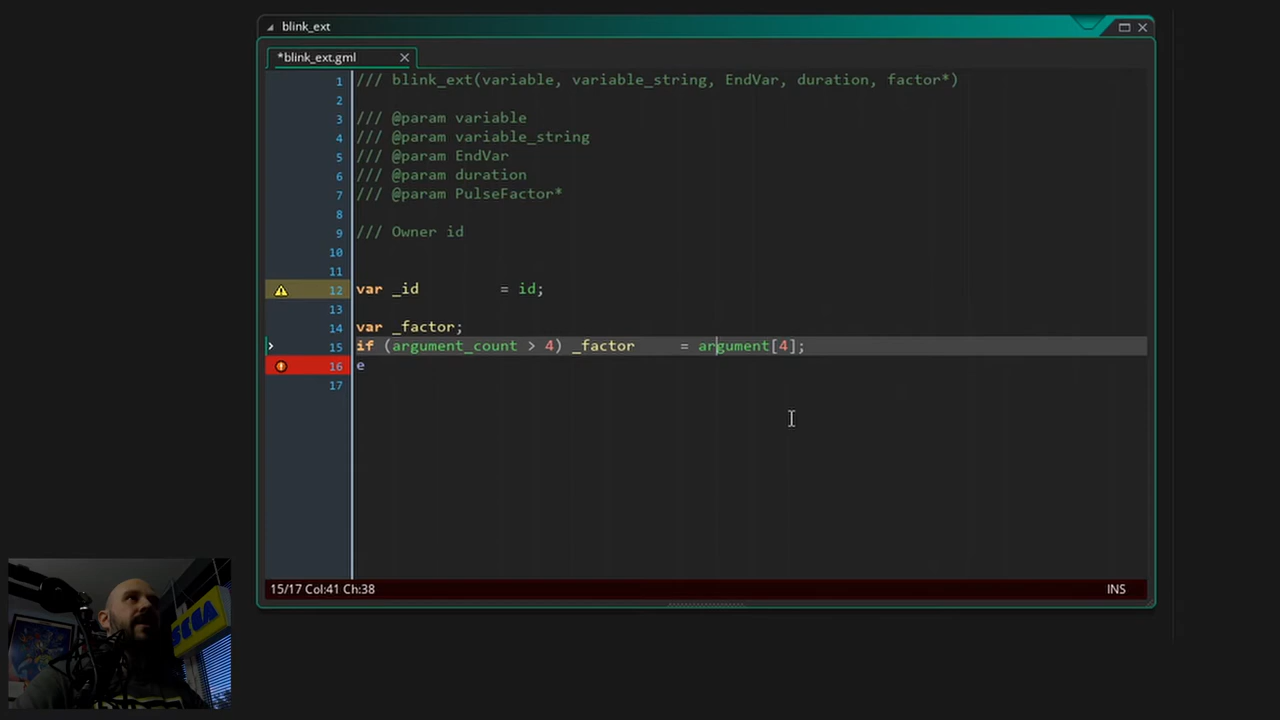 blink_ext
*blink_ext.gml
1 /// blink_ext(variable, variable_string, EndVar, duration, factor*)
2
3 /// @param variable
4 /// @param variable_string
5 /// @param EndVar
6 /// @param duration
7 /// @param PulseFactor*
8
9 /// Owner id
10
11
12 var _id = id;
13
14 var _factor;
15 if (argument_count > 4) _factor = argument[4];
16 e
17
15/17 Col:41 Ch:38 INS
SEGA